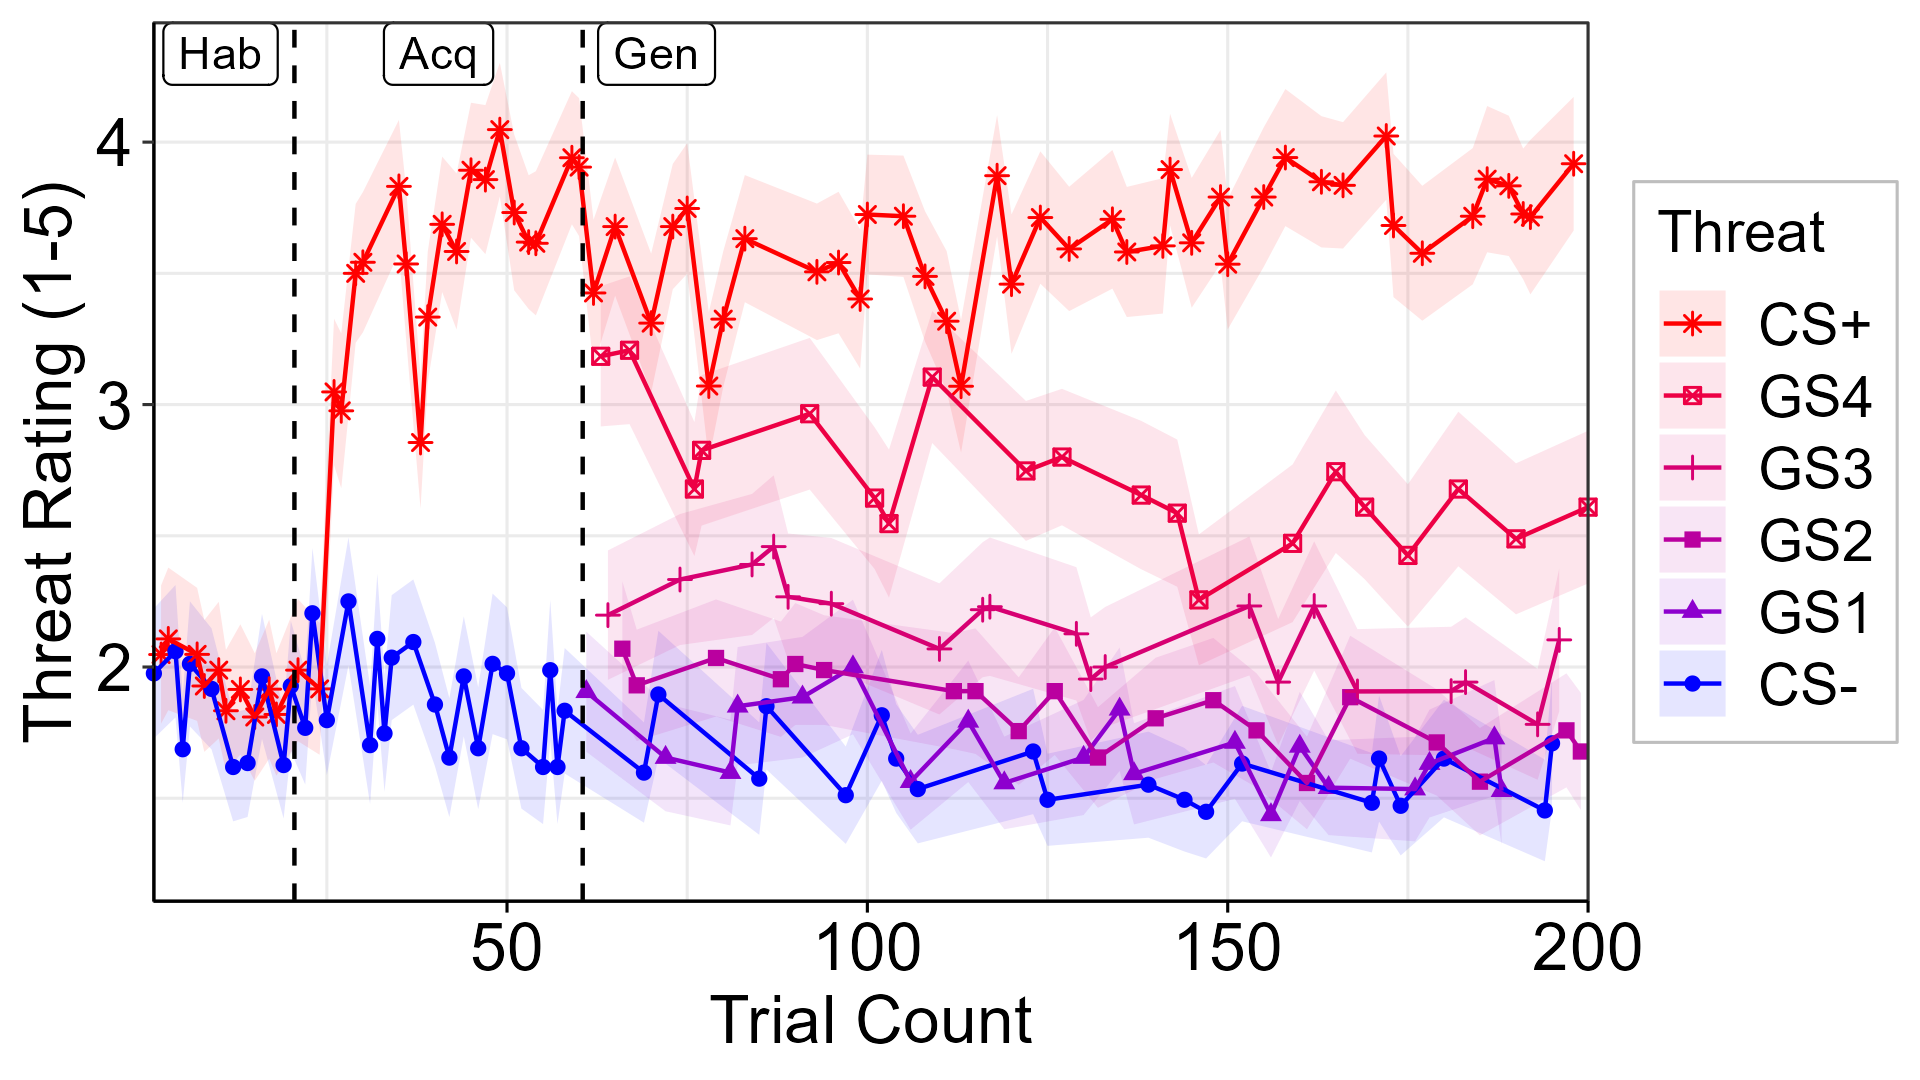 Hab
Acq
Gen
Threat Rating (1-5)
4
3
2
50
100
150
200
Trial Count
Threat
CS+
GS4
GS3
GS2
GS1
CS-